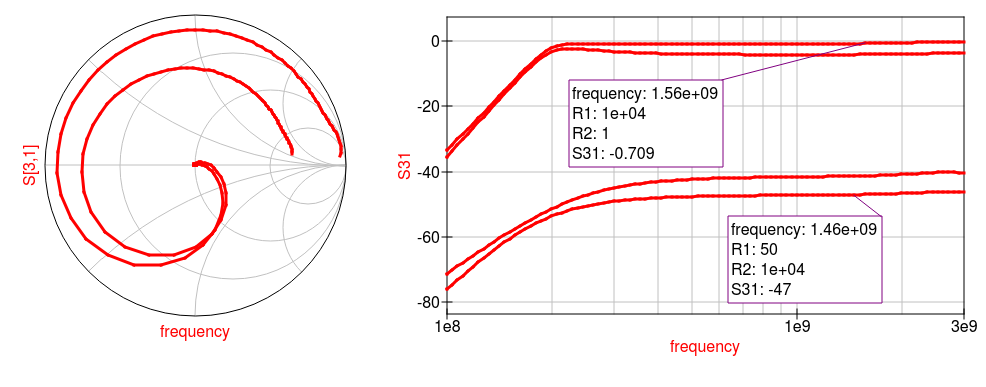 S[3,1]
frequency
S31
0
-20
-40
-60
-80
1e8
1e9
3e9
frequency
frequency: 1.56e+09
R1: 1e+04
R2: 1
S31: -0.709
frequency: 1.46e+09
R1: 50
R2: 1e+04
S31: -47